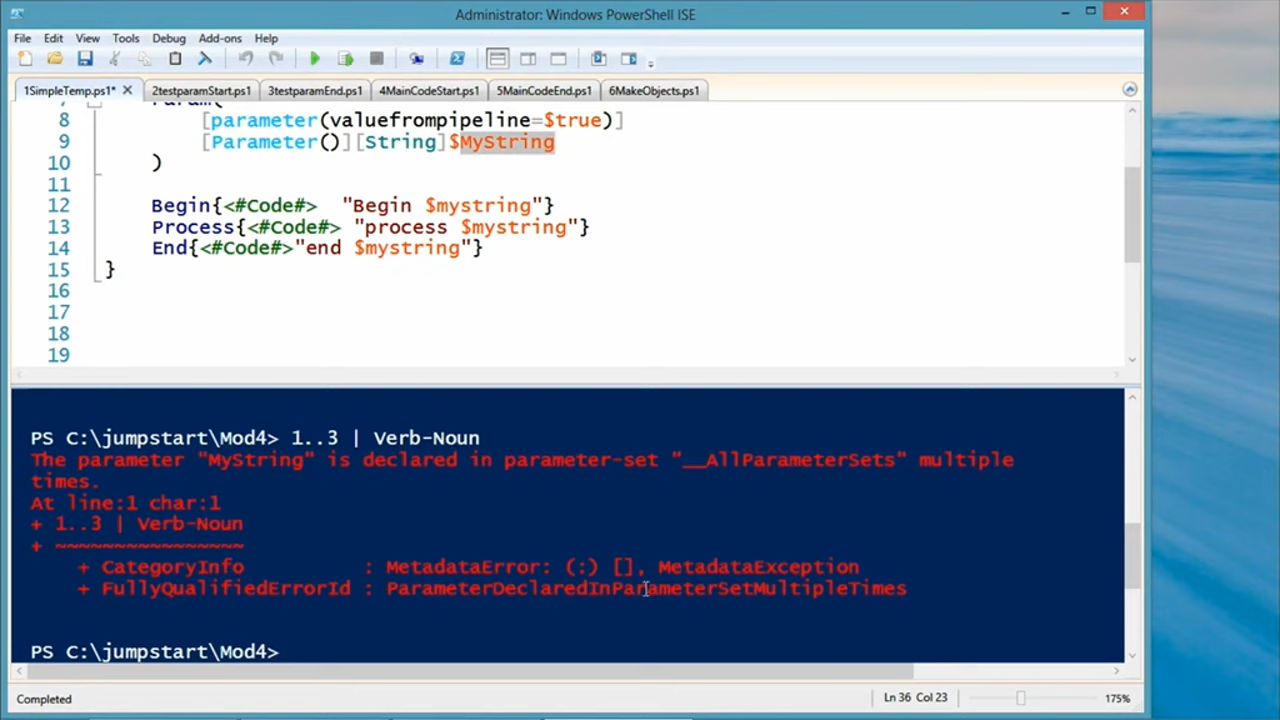 Administrator: Windows PowerShell ISE
File Edit View Tools Debug Add-ons Help
1SimpleTemp.ps1* 2testparamStart.ps1 3testparamEnd.ps1 4MainCodeStart.ps1 5MainCodeEnd.ps1 6MakeObjects.ps1
7 Param(
8 [parameter(valuefrompipeline=$true)]
9 [Parameter()][String]$MyString
10 )
11
12 Begin{<#Code#> "Begin $mystring"}
13 Process{<#Code#> "process $mystring"}
14 End{<#Code#>"end $mystring"}
15 }
16
17
18
19
PS C:\jumpstart\Mod4> 1..3 | Verb-Noun
The parameter "MyString" is declared in parameter-set "__AllParameterSets" multiple
times.
At line:1 char:1
+ 1..3 | Verb-Noun
+ ~~~~~~~~~~~~~~~~
+ CategoryInfo : MetadataError: (:) [], MetadataException
+ FullyQualifiedErrorId : ParameterDeclaredInParameterSetMultipleTimes
PS C:\jumpstart\Mod4>
Completed Ln 36 Col 23 175%